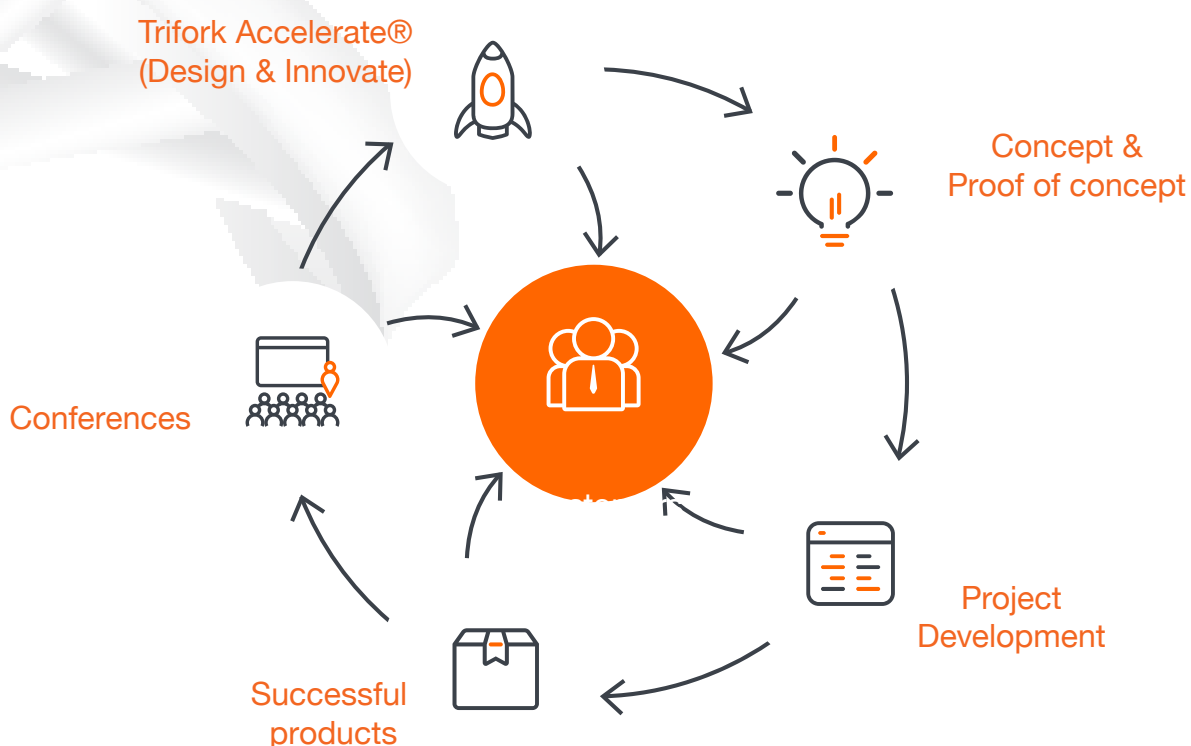 Trifork Accelerate®
(Design & Innovate)
Concept &
Proof of concept
Conferences
Project
Development
Successful
products